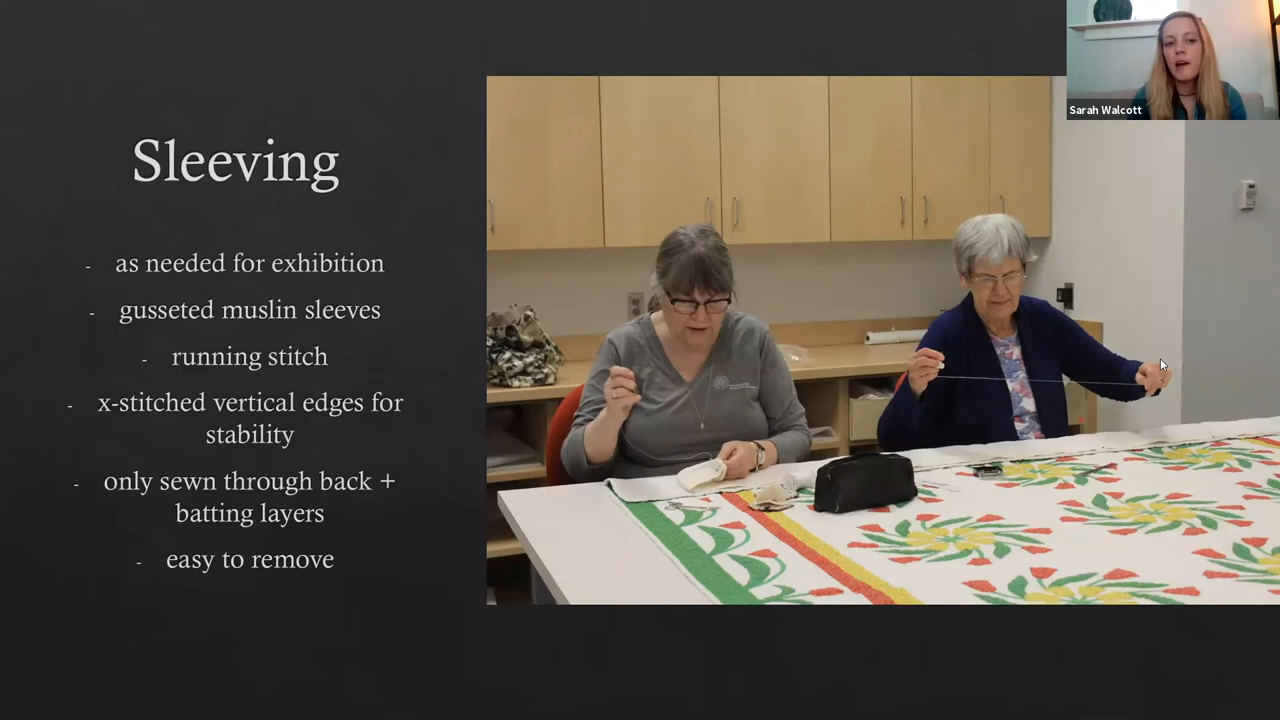 Sarah Walcott
Sleeving
- as needed for exhibition
- gusseted muslin sleeves
- running stitch
- x-stitched vertical edges for
stability
- only sewn through back +
batting layers
- easy to remove